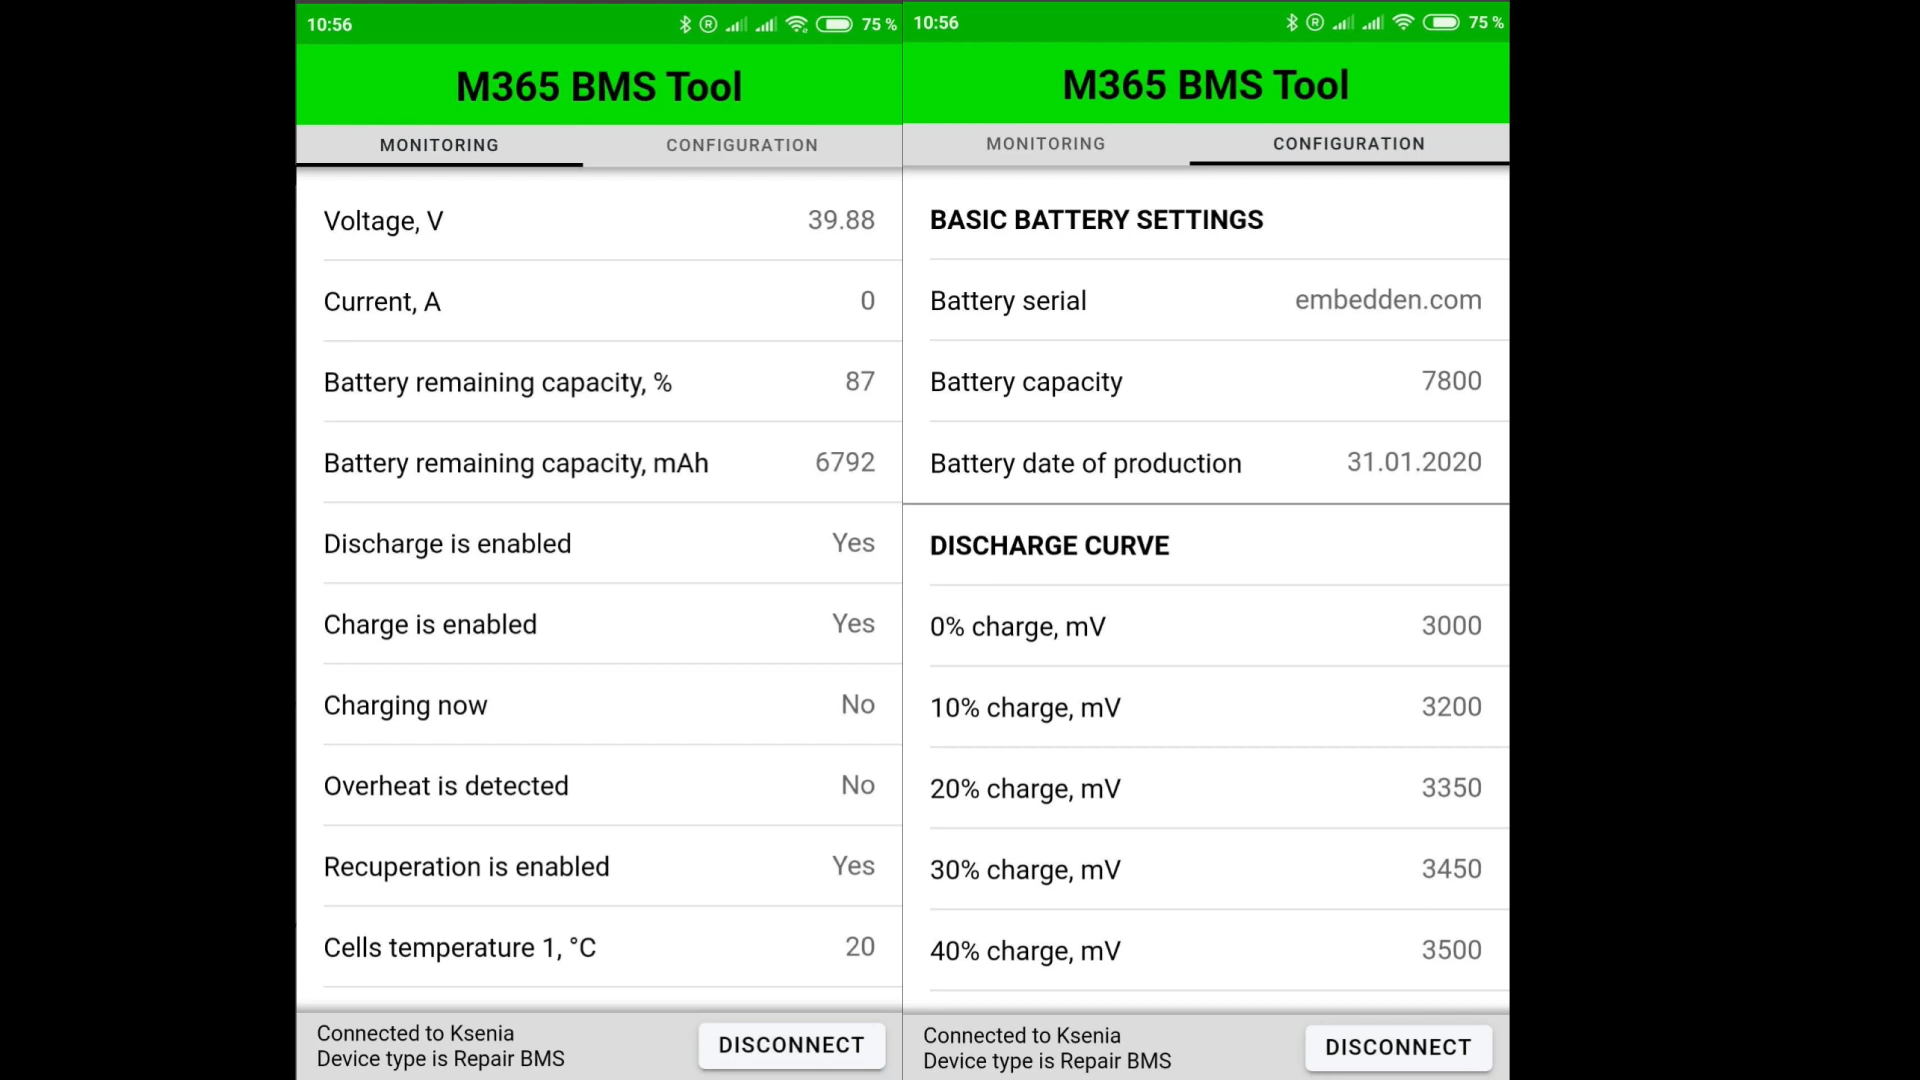 10:56
75 %
M365 BMS Tool
MONITORING CONFIGURATION
Voltage, V 39.88
Current, A 0
Battery remaining capacity, % 87
Battery remaining capacity, mAh 6792
Discharge is enabled Yes
Charge is enabled Yes
Charging now No
Overheat is detected No
Recuperation is enabled Yes
Cells temperature 1, °C 20
Connected to Ksenia
Device type is Repair BMS
DISCONNECT
10:56
75 %
M365 BMS Tool
MONITORING CONFIGURATION
BASIC BATTERY SETTINGS
Battery serial embedden.com
Battery capacity 7800
Battery date of production 31.01.2020
DISCHARGE CURVE
0% charge, mV 3000
10% charge, mV 3200
20% charge, mV 3350
30% charge, mV 3450
40% charge, mV 3500
Connected to Ksenia
Device type is Repair BMS
DISCONNECT